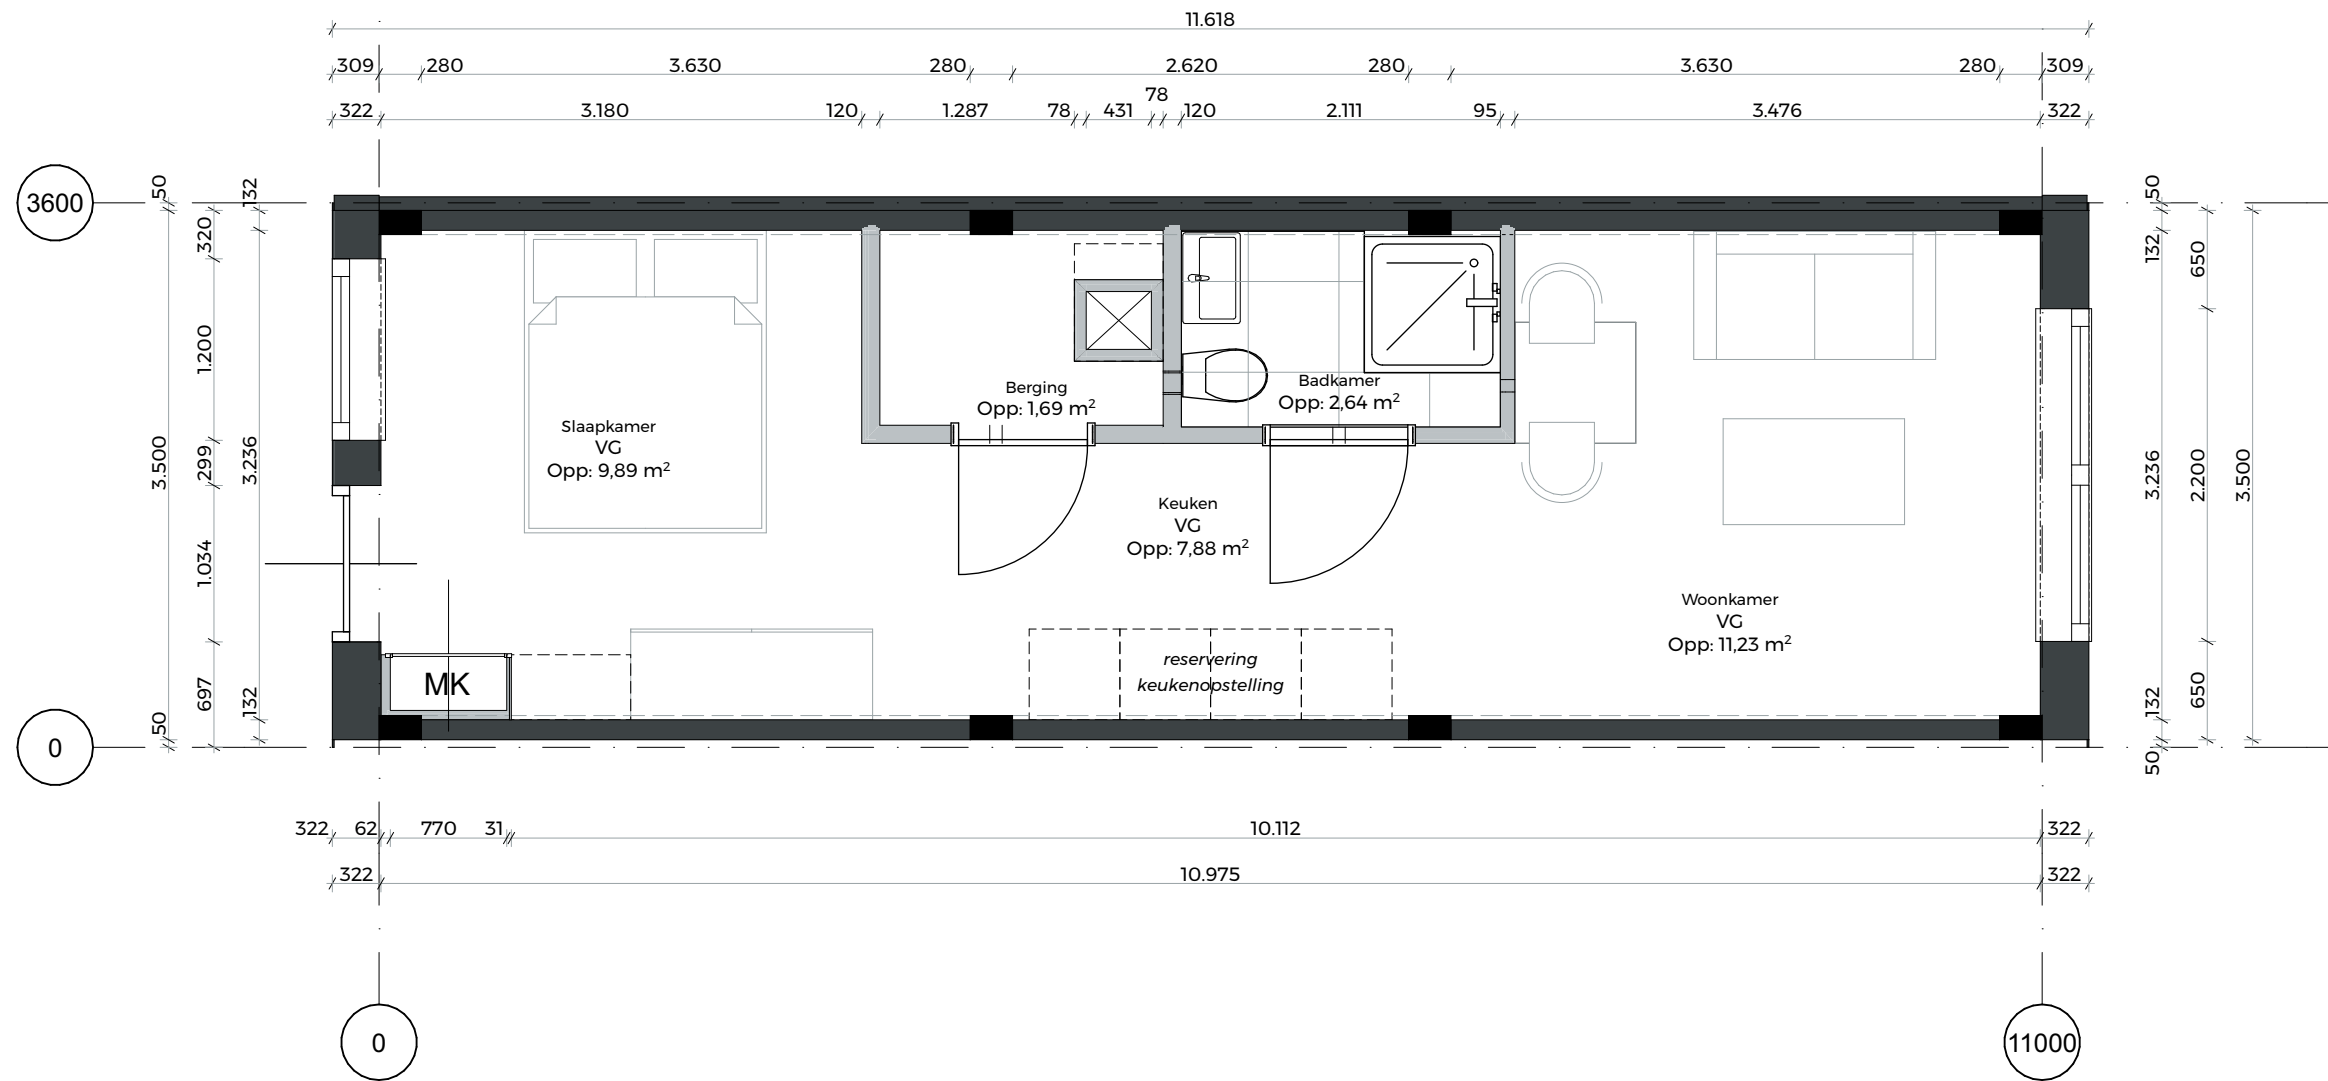 11.618
309 280 3.630 280 2.620 280 3.630 280 309
78
322 3.180 120 1.287 78 431 120 2.111 95 3.476 322
3600
50
320
132
1.200
3.500
299
3.236
1.034
697
132
50
0
50
132
650
3.236
2.200
3.500
132
650
50
Slaapkamer
VG
Opp: 9,89 m²
Berging
Opp: 1,69 m²
Badkamer
Opp: 2,64 m²
Keuken
VG
Opp: 7,88 m²
Woonkamer
VG
Opp: 11,23 m²
MK
reservering
keukenopstelling
322 62 770 31 10.112 322
322 10.975 322
0
11000